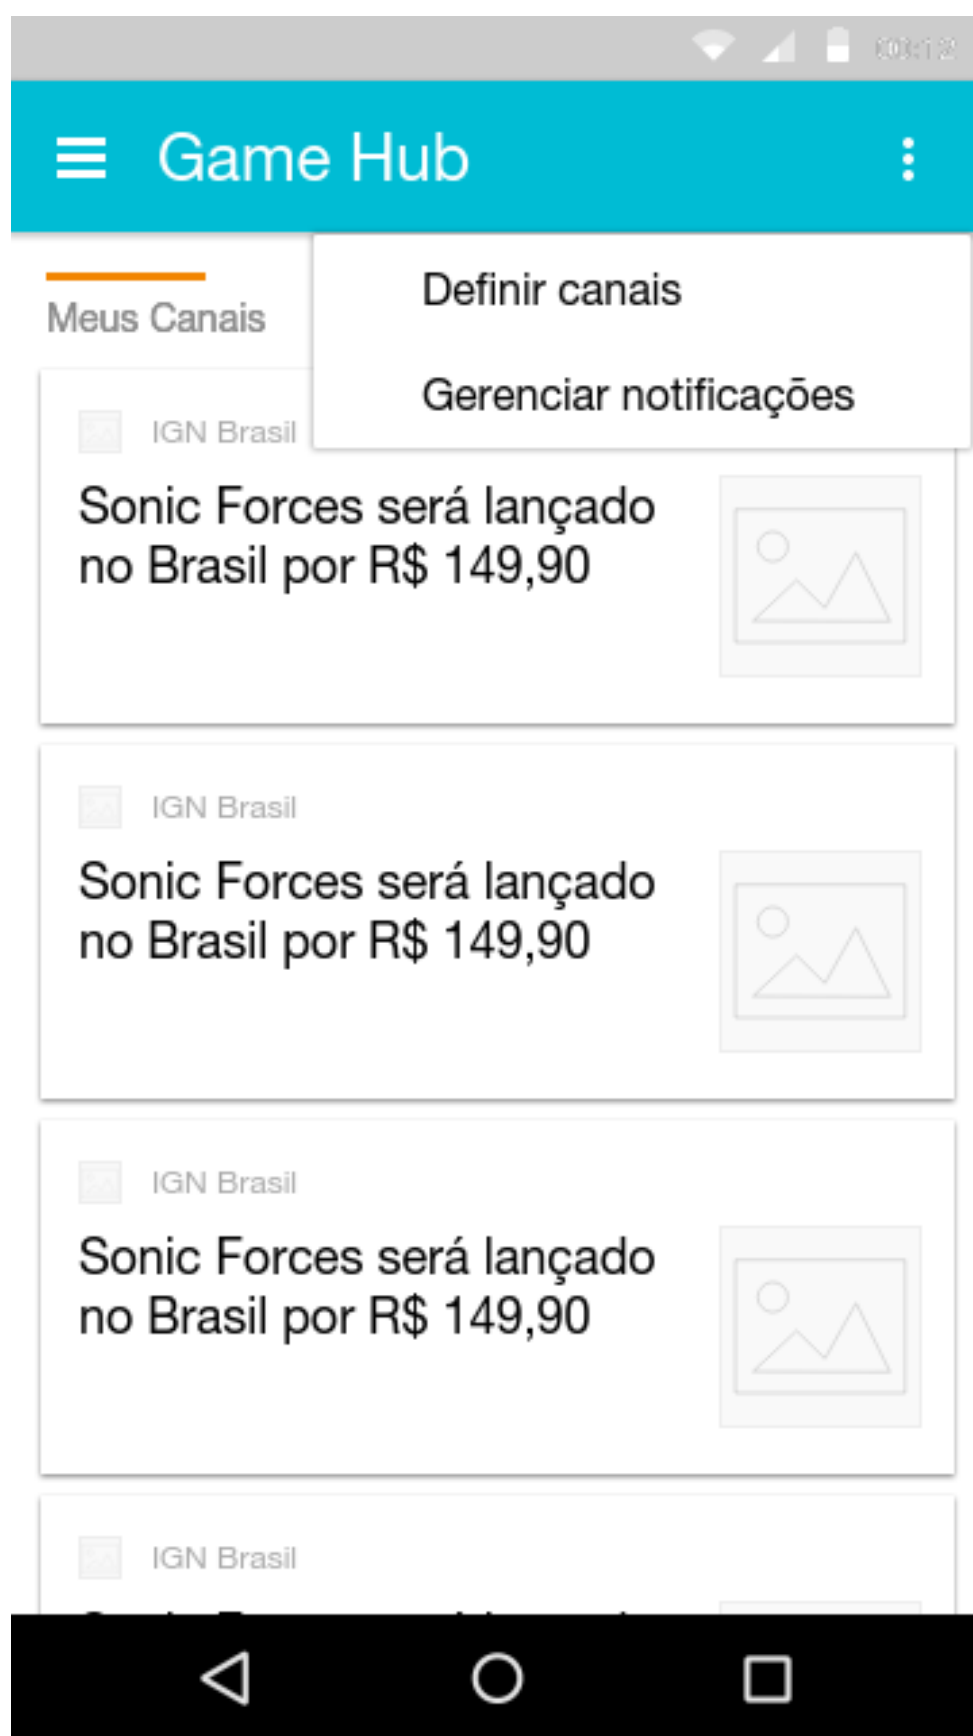 00:12
Game Hub
Definir canais
Meus Canais
Gerenciar notificações
IGN Brasil
Sonic Forces será lançado
no Brasil por R$ 149,90
IGN Brasil
Sonic Forces será lançado
no Brasil por R$ 149,90
IGN Brasil
Sonic Forces será lançado
no Brasil por R$ 149,90
IGN Brasil